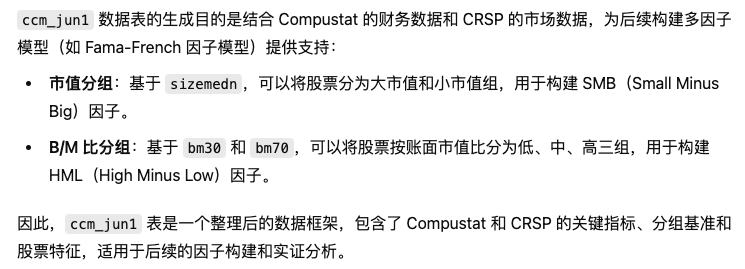 ccm_jun1 数据表的生成目的是结合 Compustat 的财务数据和 CRSP 的市场数据，为后续构建多因子
模型（如 Fama-French 因子模型）提供支持：
• 市值分组：基于 sizemedn，可以将股票分为大市值和小市值组，用于构建 SMB（Small Minus
Big）因子。
• B/M 比分组：基于 bm30 和 bm70，可以将股票按账面市值比分为低、中、高三组，用于构建
HML（High Minus Low）因子。
因此，ccm_jun1 表是一个整理后的数据框架，包含了 Compustat 和 CRSP 的关键指标、分组基准和
股票特征，适用于后续的因子构建和实证分析。